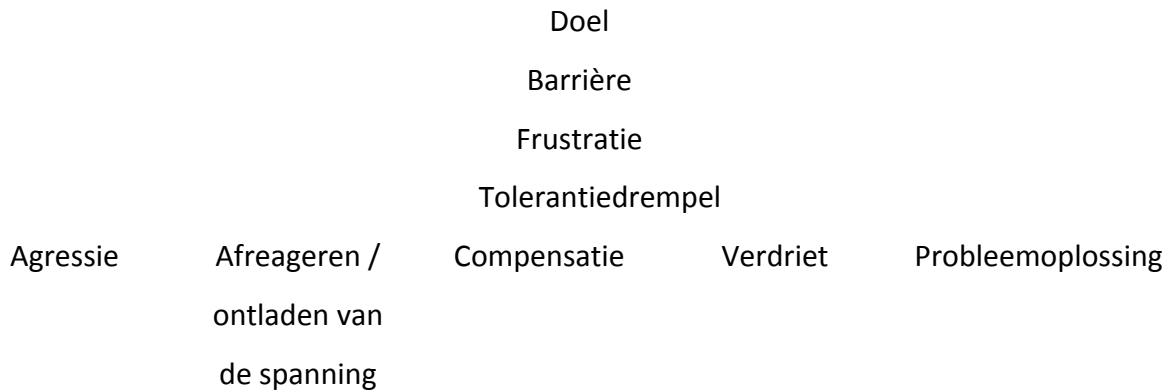 Doel
Barrière
Frustratie
Tolerantiedrempel
Agressie Afreageren / Compensatie Verdriet Probleemoplossing
ontladen van
de spanning